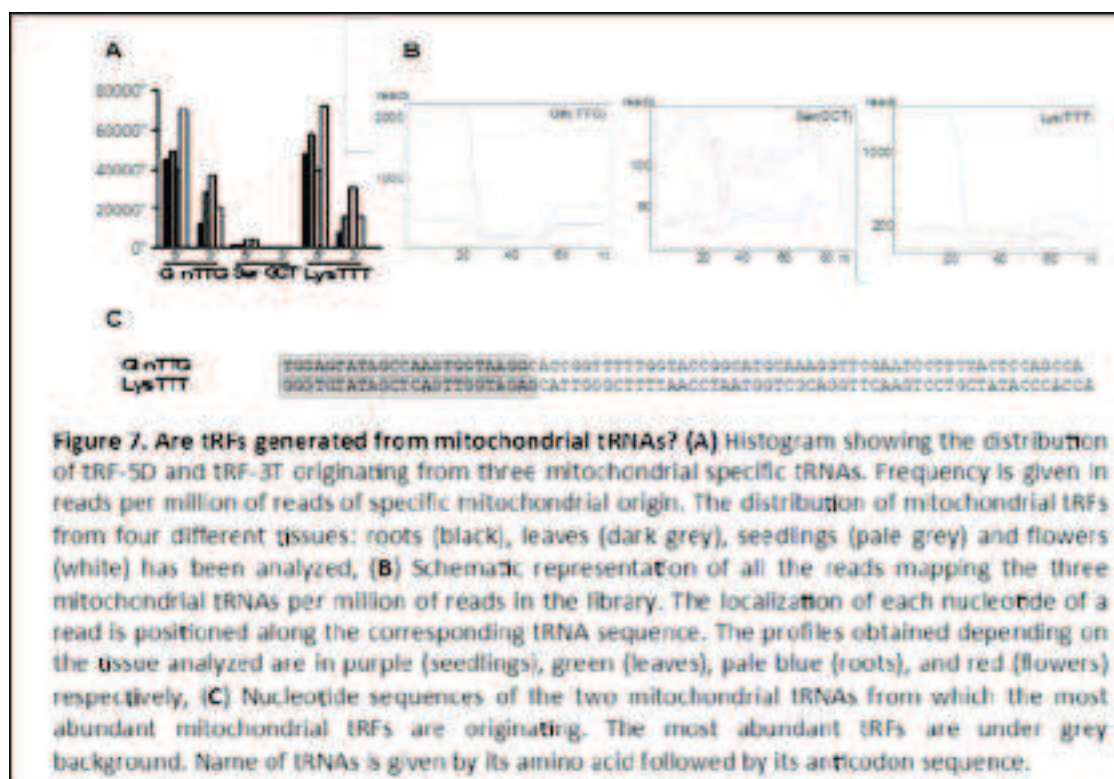 A
B
80000
60000
40000
20000
0
GlnTTG Ser GCT LysTTT
reads
2000
1000
20 40 60
reads
Ser(GCT)
100
20 40 60 80
reads
Lys(TTT)
1000
200
20 40 60
C
GlnTTG
LysTTT
Figure 7. Are tRFs generated from mitochondrial tRNAs? (A) Histogram showing the distribution
of tRF-5D and tRF-3T originating from three mitochondrial specific tRNAs. Frequency is given in
reads per million of reads of specific mitochondrial origin. The distribution of mitochondrial tRFs
from four different tissues: roots (black), leaves (dark grey), seedlings (pale grey) and flowers
(white) has been analyzed, (B) Schematic representation of all the reads mapping the three
mitochondrial tRNAs per million of reads in the library. The localization of each nucleotide of a
read is positioned along the corresponding tRNA sequence. The profiles obtained depending on
the tissue analyzed are in purple (seedlings), green (leaves), pale blue (roots), and red (flowers)
respectively, (C) Nucleotide sequences of the two mitochondrial tRNAs from which the most
abundant mitochondrial tRFs are originating. The most abundant tRFs are under grey
background. Name of tRNAs is given by its amino acid followed by its anticodon sequence.